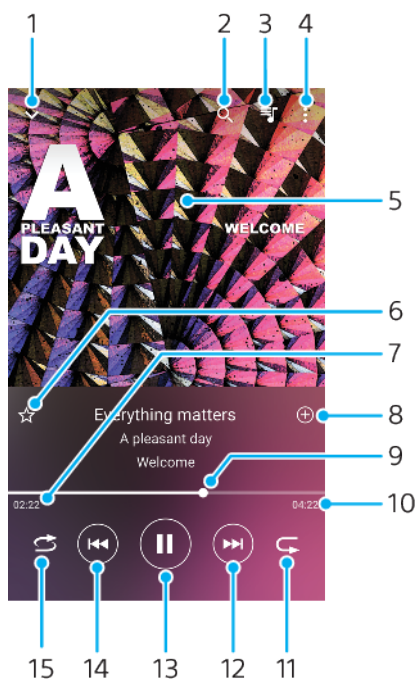 1 2 3 4
A
PLEASANT
DAY
WELCOME
5
6
7
Everything matters
8
A pleasant day
Welcome
9
02:22
04:22
10
15 14 13 12 11